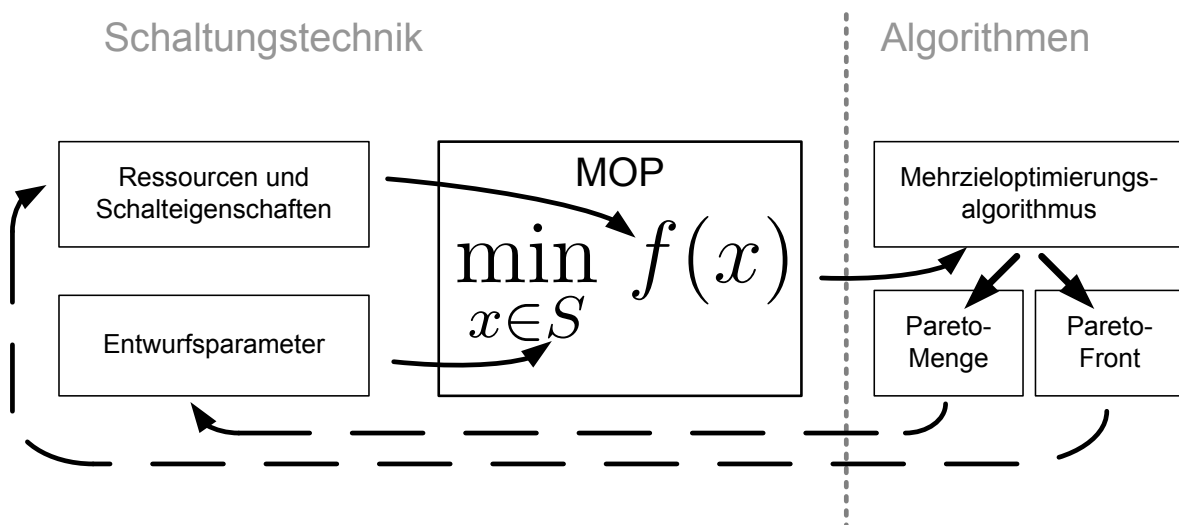 Schaltungstechnik
Algorithmen
Ressourcen und
Schalteigenschaften
Entwurfsparameter
MOP
min f(x)
x∈S
Mehrzieloptimierungs-
algorithmus
Pareto-
Menge
Pareto-
Front